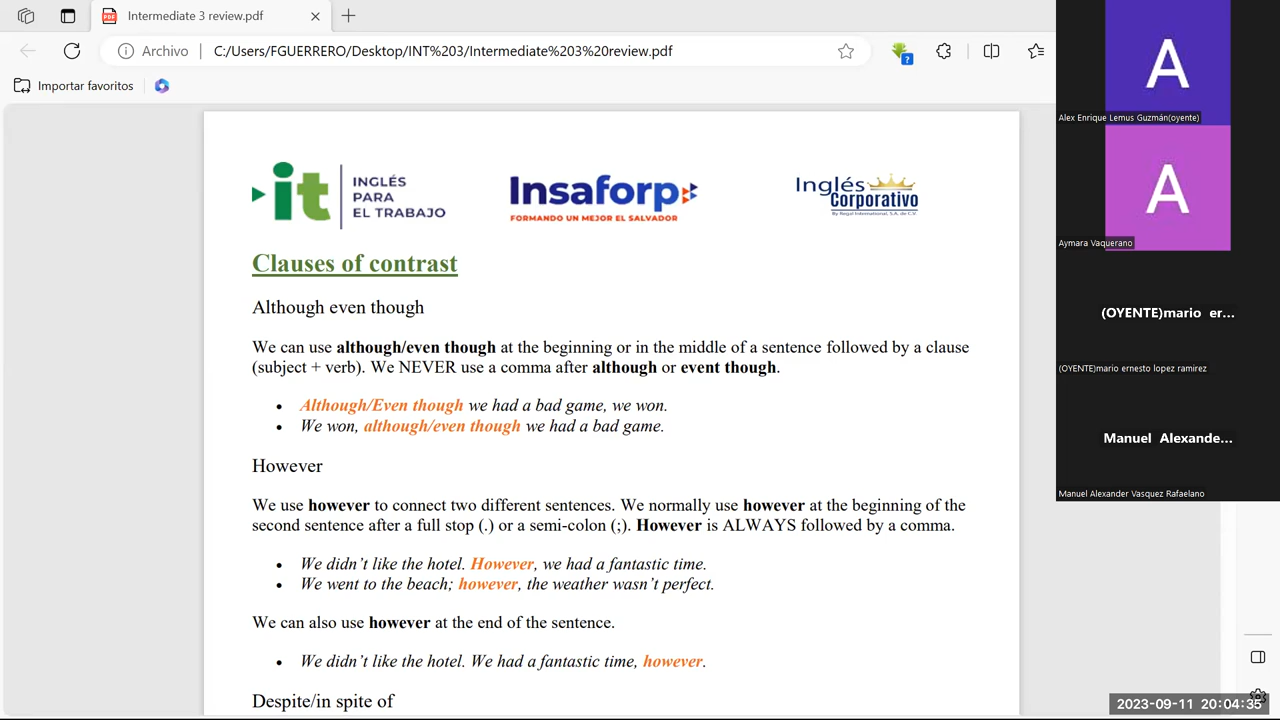 Intermediate 3 review.pdf
Archivo
C:/Users/FGUERRERO/Desktop/INT%203/Intermediate%203%20review.pdf
Importar favoritos
it INGLÉS PARA EL TRABAJO
Insaforp
FORMANDO UN MEJOR EL SALVADOR
Inglés Corporativo
By Regal International, S.A. de C.V.
Clauses of contrast
Although even though
We can use although/even though at the beginning or in the middle of a sentence followed by a clause
(subject + verb). We NEVER use a comma after although or event though.
• Although/Even though we had a bad game, we won.
• We won, although/even though we had a bad game.
However
We use however to connect two different sentences. We normally use however at the beginning of the
second sentence after a full stop (.) or a semi-colon (;). However is ALWAYS followed by a comma.
• We didn't like the hotel. However, we had a fantastic time.
• We went to the beach; however, the weather wasn't perfect.
We can also use however at the end of the sentence.
• We didn't like the hotel. We had a fantastic time, however.
Despite/in spite of
A
Alex Enrique Lemus Guzmán(oyente)
A
Aymara Vaquerano
(OYENTE)mario er...
(OYENTE)mario ernesto lopez ramirez
Manuel Alexande...
Manuel Alexander Vasquez Rafaelano
2023-09-11 20:04:35